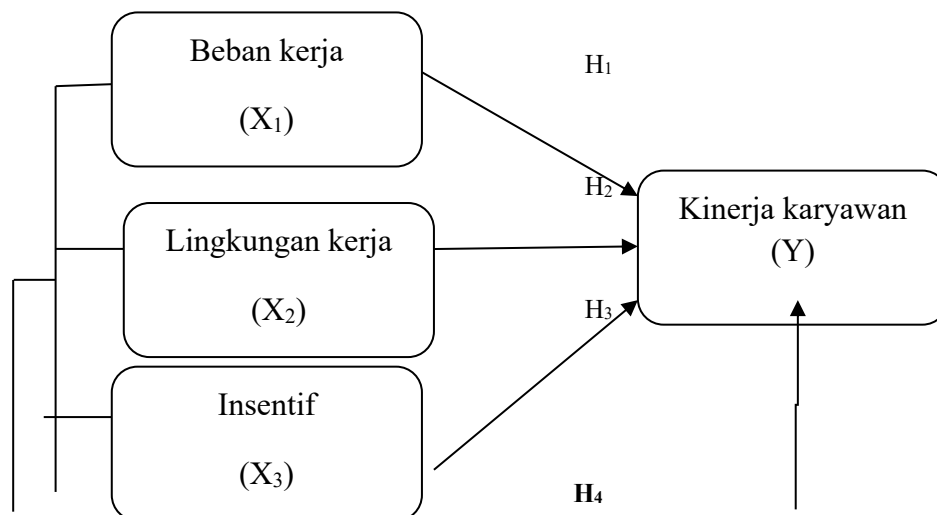 Beban kerja
(X₁)
H₁
H₂
Lingkungan kerja
(X₂)
Kinerja karyawan
(Y)
H₃
Insentif
(X₃)
H₄